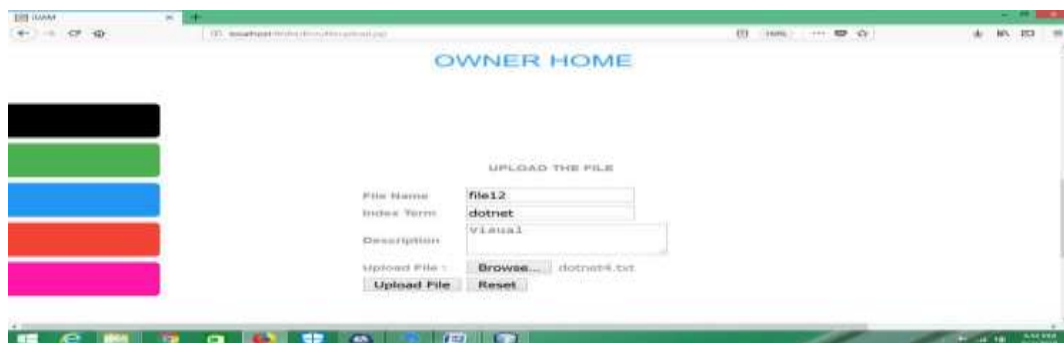 OWNER HOME
UPLOAD THE FILE
File Name file12
Index Term dotnet
Description visual
Upload File : Browse... dotnet4.txt
Upload File Reset